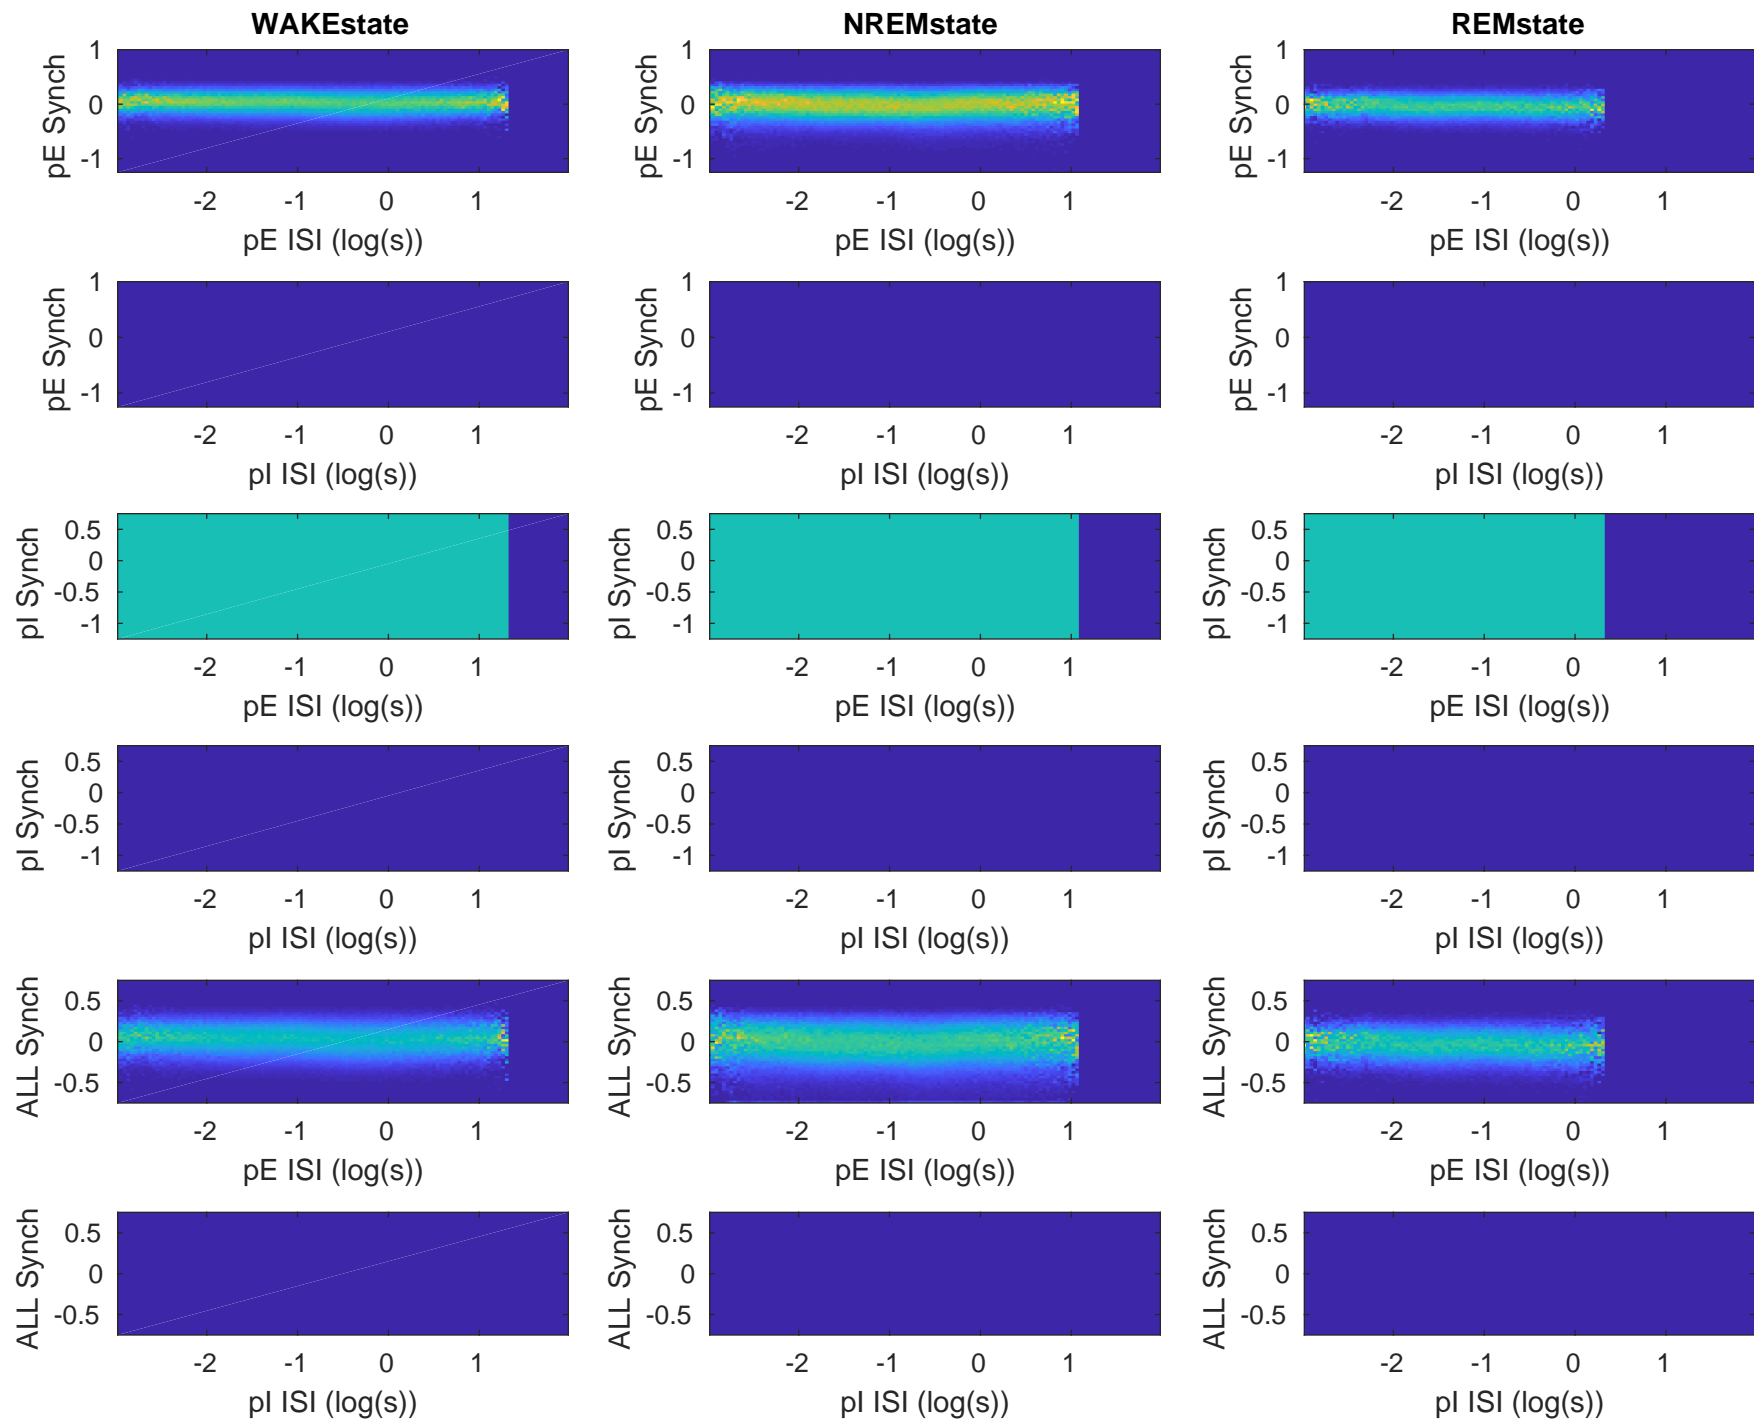 WAKEstate NREMstate REMstate
1 1 1
pE Synch 0 pE Synch 0 pE Synch 0
-1 -1 -1
-2 -1 0 1 -2 -1 0 1 -2 -1 0 1
pE ISI (log(s)) pE ISI (log(s)) pE ISI (log(s))
1 1 1
pE Synch 0 pE Synch 0 pE Synch 0
-1 -1 -1
-2 -1 0 1 -2 -1 0 1 -2 -1 0 1
pI ISI (log(s)) pI ISI (log(s)) pI ISI (log(s))
0.5 0.5 0.5
pI Synch 0 pI Synch 0 pI Synch 0
-0.5 -0.5 -0.5
-1 -1 -1
-2 -1 0 1 -2 -1 0 1 -2 -1 0 1
pE ISI (log(s)) pE ISI (log(s)) pE ISI (log(s))
0.5 0.5 0.5
pI Synch 0 pI Synch 0 pI Synch 0
-0.5 -0.5 -0.5
-1 -1 -1
-2 -1 0 1 -2 -1 0 1 -2 -1 0 1
pI ISI (log(s)) pI ISI (log(s)) pI ISI (log(s))
0.5 0.5 0.5
ALL Synch 0 ALL Synch 0 ALL Synch 0
-0.5 -0.5 -0.5
-2 -1 0 1 -2 -1 0 1 -2 -1 0 1
pE ISI (log(s)) pE ISI (log(s)) pE ISI (log(s))
0.5 0.5 0.5
ALL Synch 0 ALL Synch 0 ALL Synch 0
-0.5 -0.5 -0.5
-2 -1 0 1 -2 -1 0 1 -2 -1 0 1
pI ISI (log(s)) pI ISI (log(s)) pI ISI (log(s))